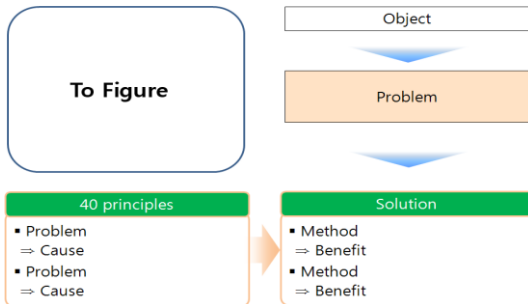 To Figure
Object
Problem
40 principles
▪ Problem
⇒ Cause
▪ Problem
⇒ Cause
Solution
▪ Method
⇒ Benefit
▪ Method
⇒ Benefit